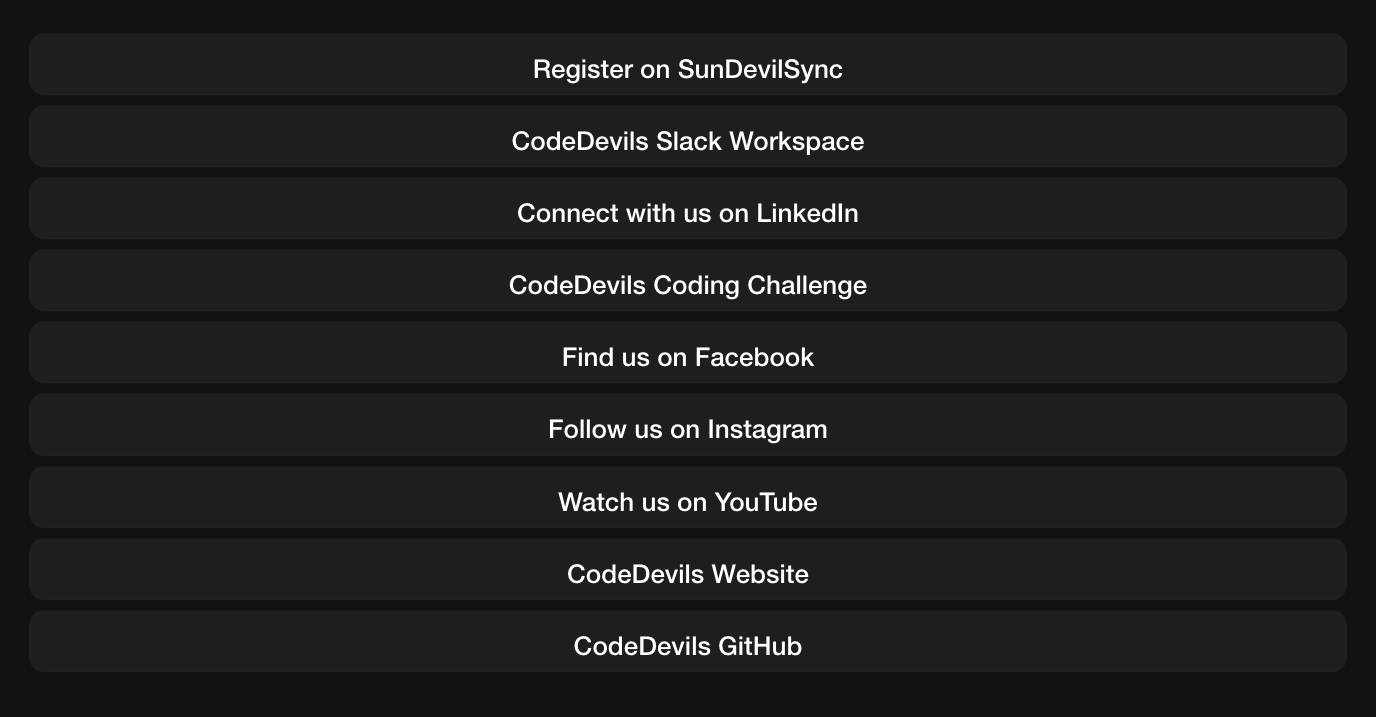 Register on SunDevilSync
CodeDevils Slack Workspace
Connect with us on LinkedIn
CodeDevils Coding Challenge
Find us on Facebook
Follow us on Instagram
Watch us on YouTube
CodeDevils Website
CodeDevils GitHub